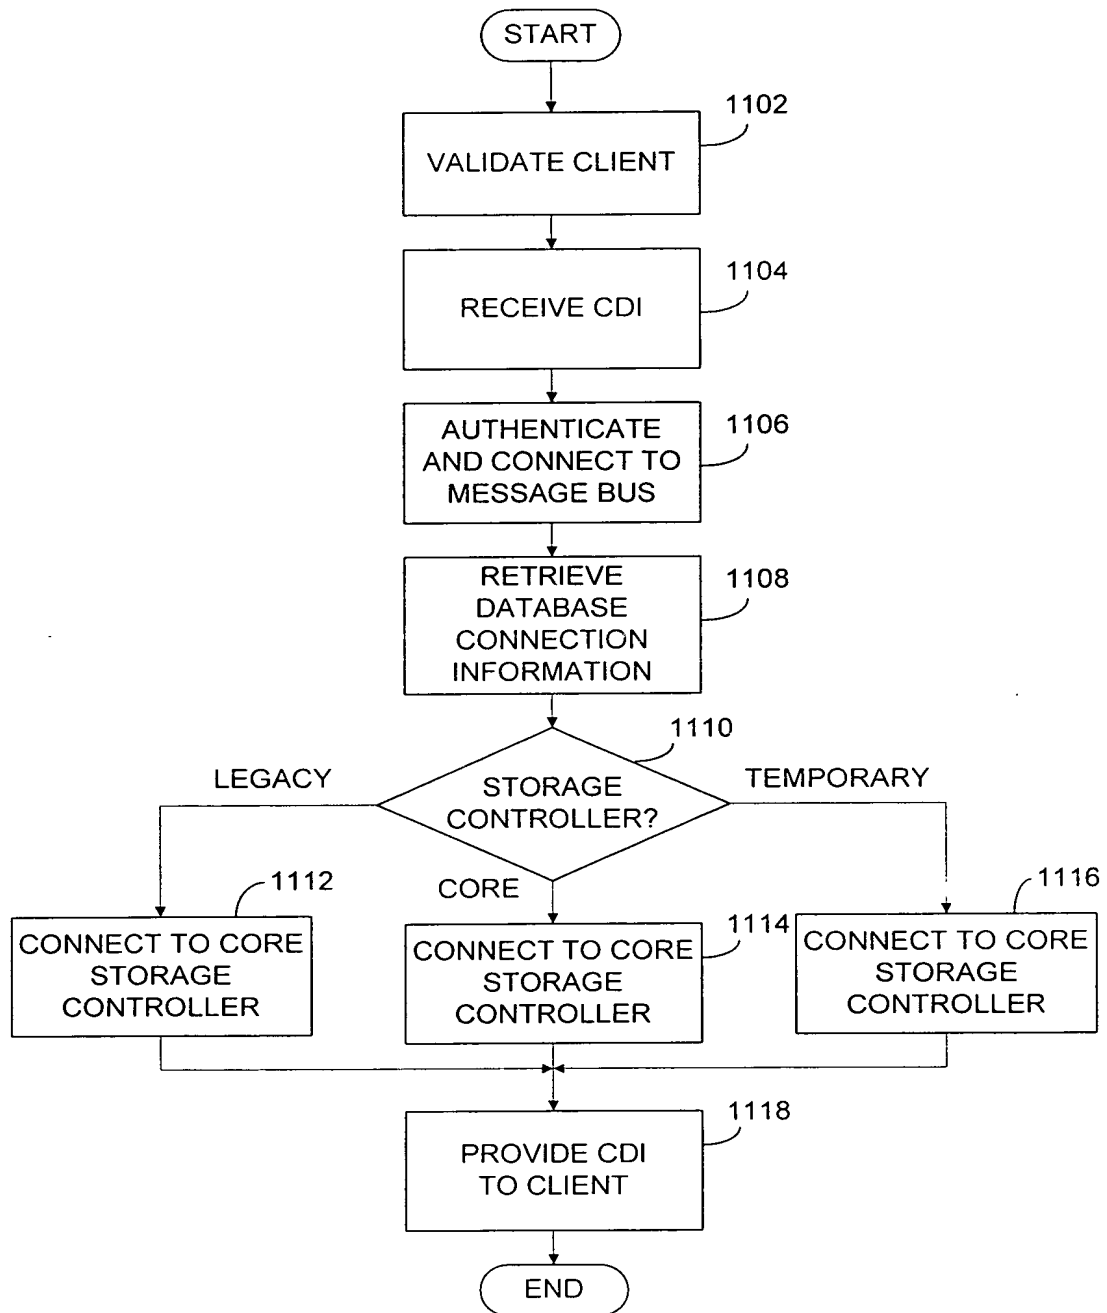 START
1102
VALIDATE CLIENT
1104
RECEIVE CDI
1106
AUTHENTICATE
AND CONNECT TO
MESSAGE BUS
1108
RETRIEVE
DATABASE
CONNECTION
INFORMATION
1110
LEGACY
STORAGE
CONTROLLER?
TEMPORARY
CORE
1112
CONNECT TO CORE
STORAGE
CONTROLLER
1114
CONNECT TO CORE
STORAGE
CONTROLLER
1116
CONNECT TO CORE
STORAGE
CONTROLLER
1118
PROVIDE CDI
TO CLIENT
END